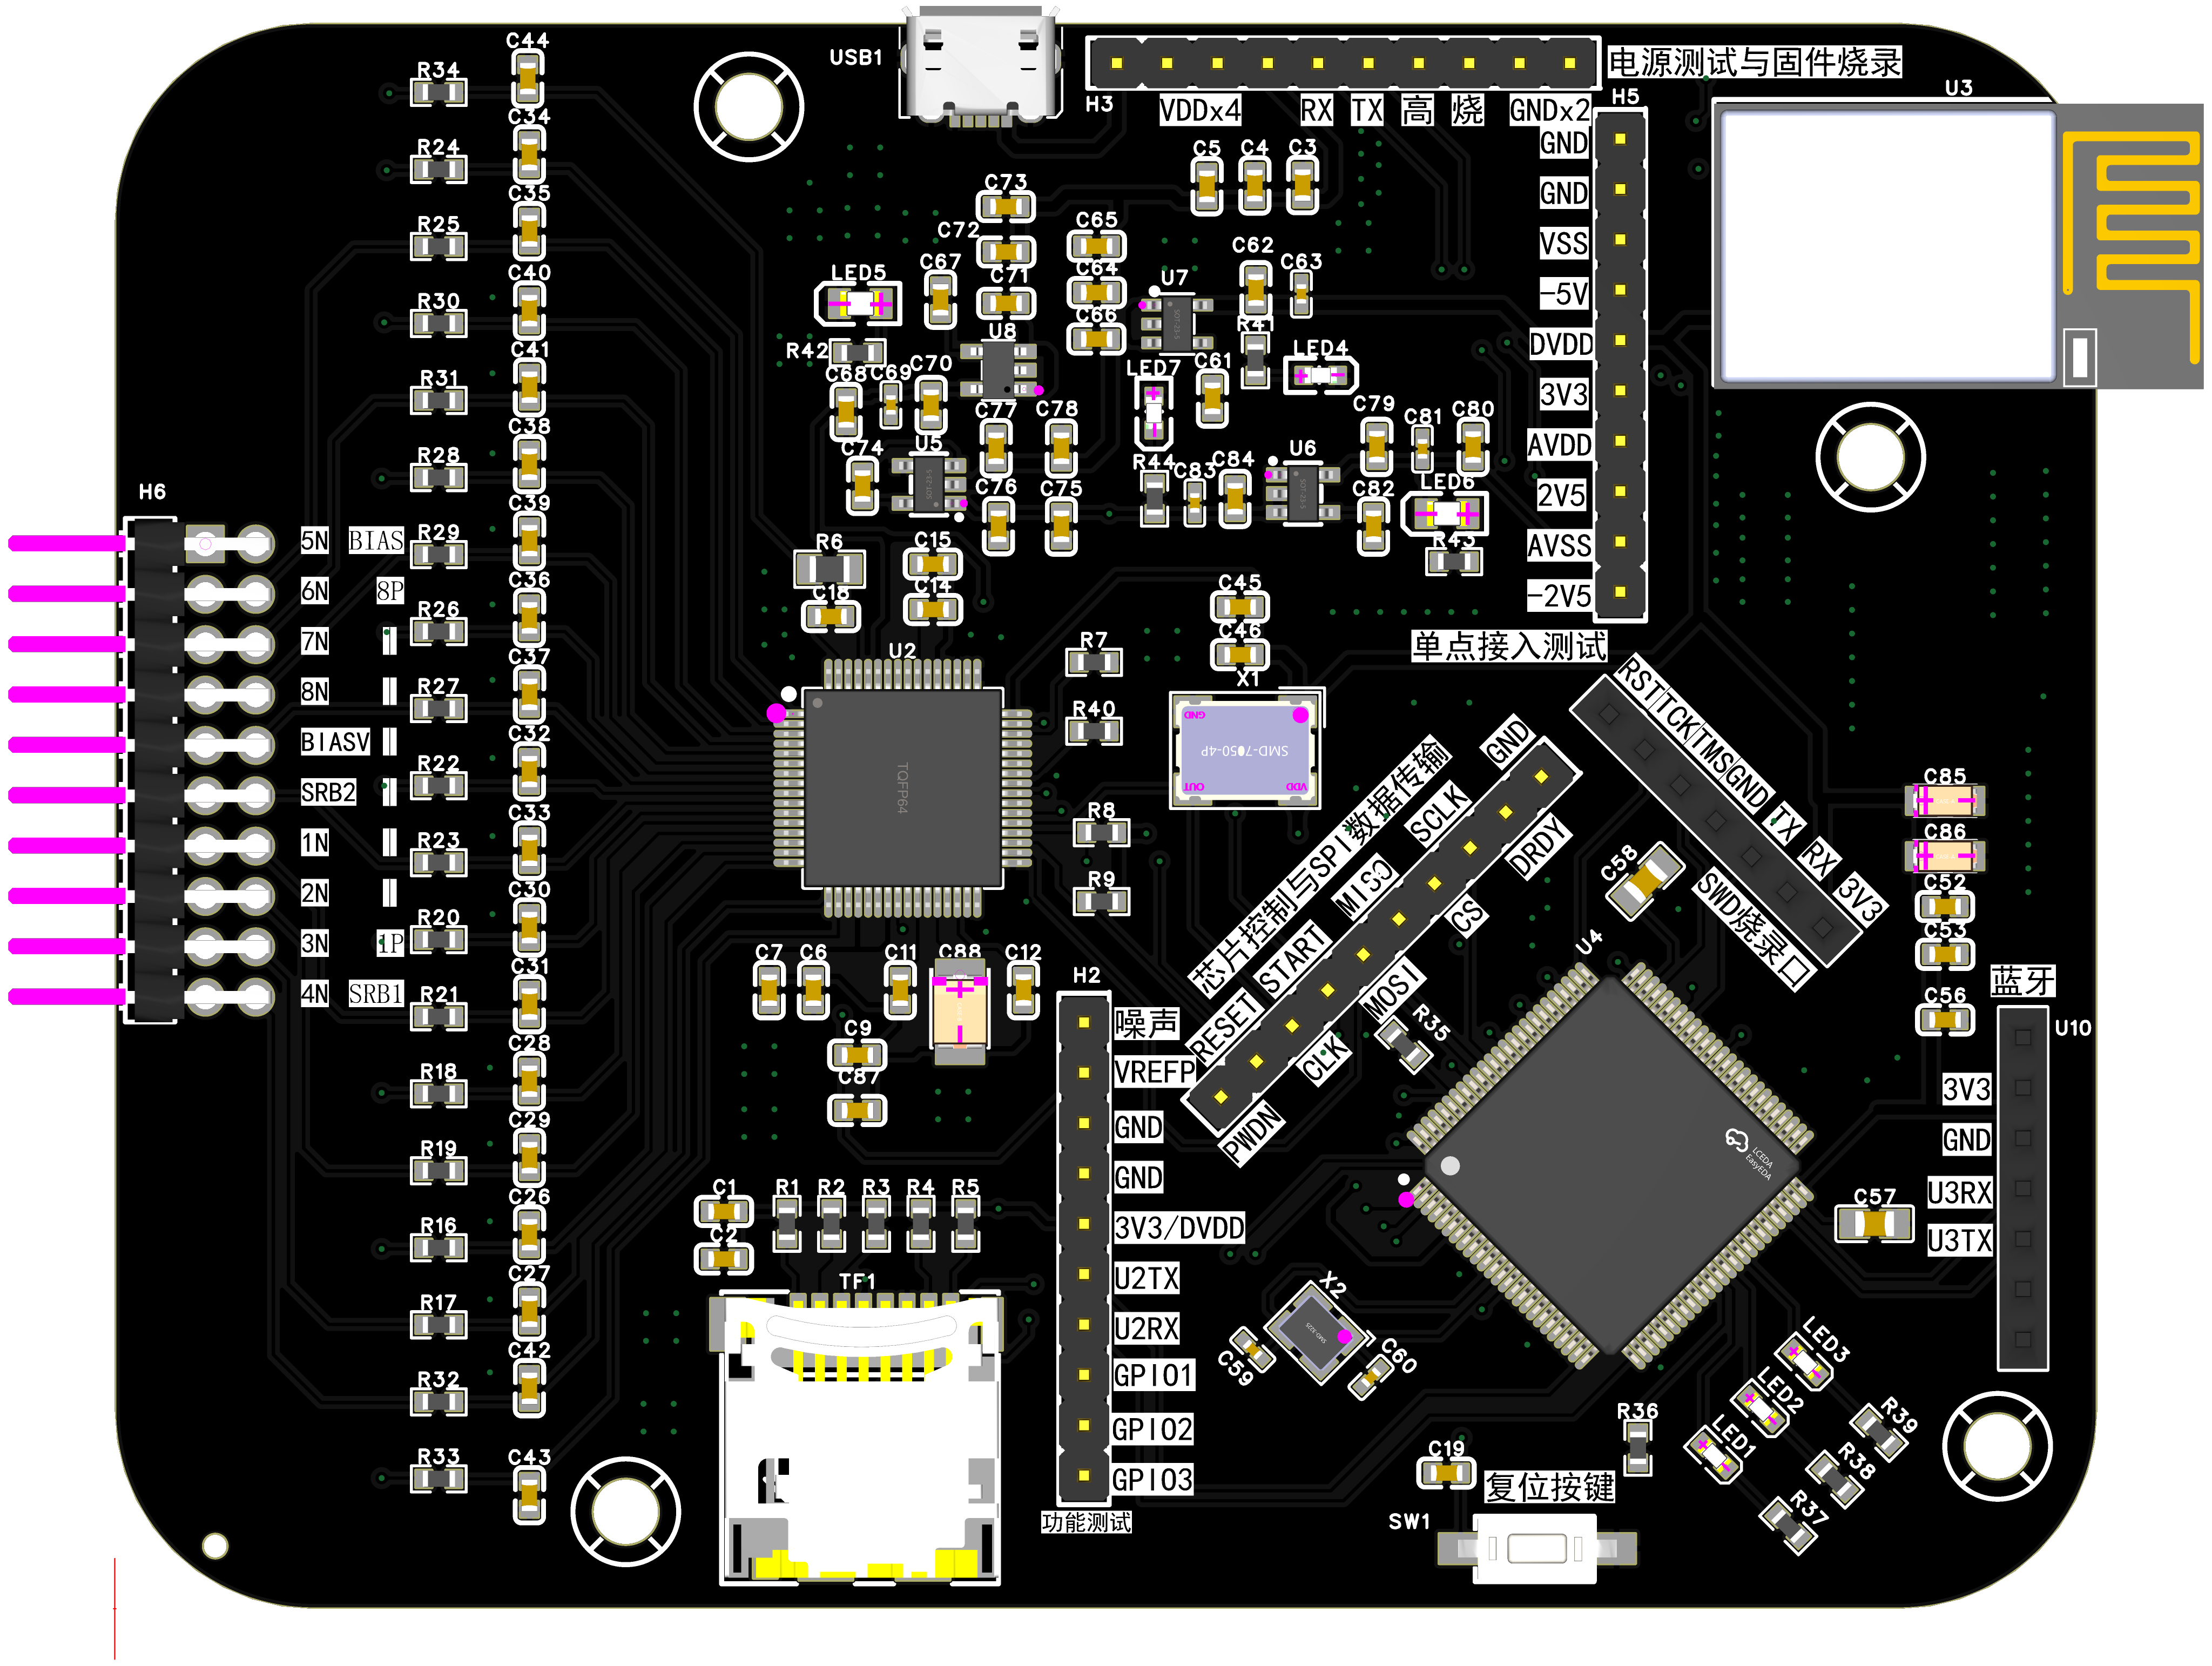 C44
R34
USB1
电源测试与固件烧录
H3
VDDx4
RX
TX
高
烧
GNDx2
H5
U3
C34
R24
C35
R25
C40
R30
C41
R31
C38
R28
C39
R29
C36
R26
C37
R27
C32
R22
C33
R23
C30
R20
C31
R21
C28
R18
C29
R19
C26
R16
C27
R17
C42
R32
C43
R33
H6
5N
BIAS
6N
8P
7N
8N
BIASV
SRB2
1N
2N
3N
1P
4N
SRB1
C5
C4
C3
C73
C72
C71
C67
C65
C64
C66
LED5
R42
U8
U7
C62
C63
R41
LED4
LED7
C61
C68
C69
C70
C77
C78
U5
C74
C76
C75
R44
C83
C84
U6
C79
C81
C80
LED6
C82
R43
SOT-23-5
SOT-23-5
SOT-23-5
GND
GND
VSS
-5V
DVDD
3V3
AVDD
2V5
AVSS
-2V5
单点接入测试
R6
C15
C14
C18
U2
TQFP64
R7
R40
R8
R9
C45
C46
X1
GND
SMD-7050-4P
OUT
VDD
芯片控制与SPI数据传输
GND
SCLK
MISO
START
RESET
DRDY
CS
MOSI
CLK
PWDN
RST
TCK
TMS
GND
TX
RX
3V3
SWD烧录口
C58
C85
C86
C52
C53
C56
蓝牙
U10
3V3
GND
U3RX
U3TX
C57
U4
LCEDA
EasyEDA
R35
C7
C6
C11
C88
C12
C9
C87
H2
噪声
VREFP
GND
GND
3V3/DVDD
U2TX
U2RX
GPIO1
GPIO2
GPIO3
功能测试
C1
C2
R1
R2
R3
R4
R5
TF1
X2
C59
C60
LED3
LED2
LED1
R39
R38
R37
R36
C19
复位按键
SW1